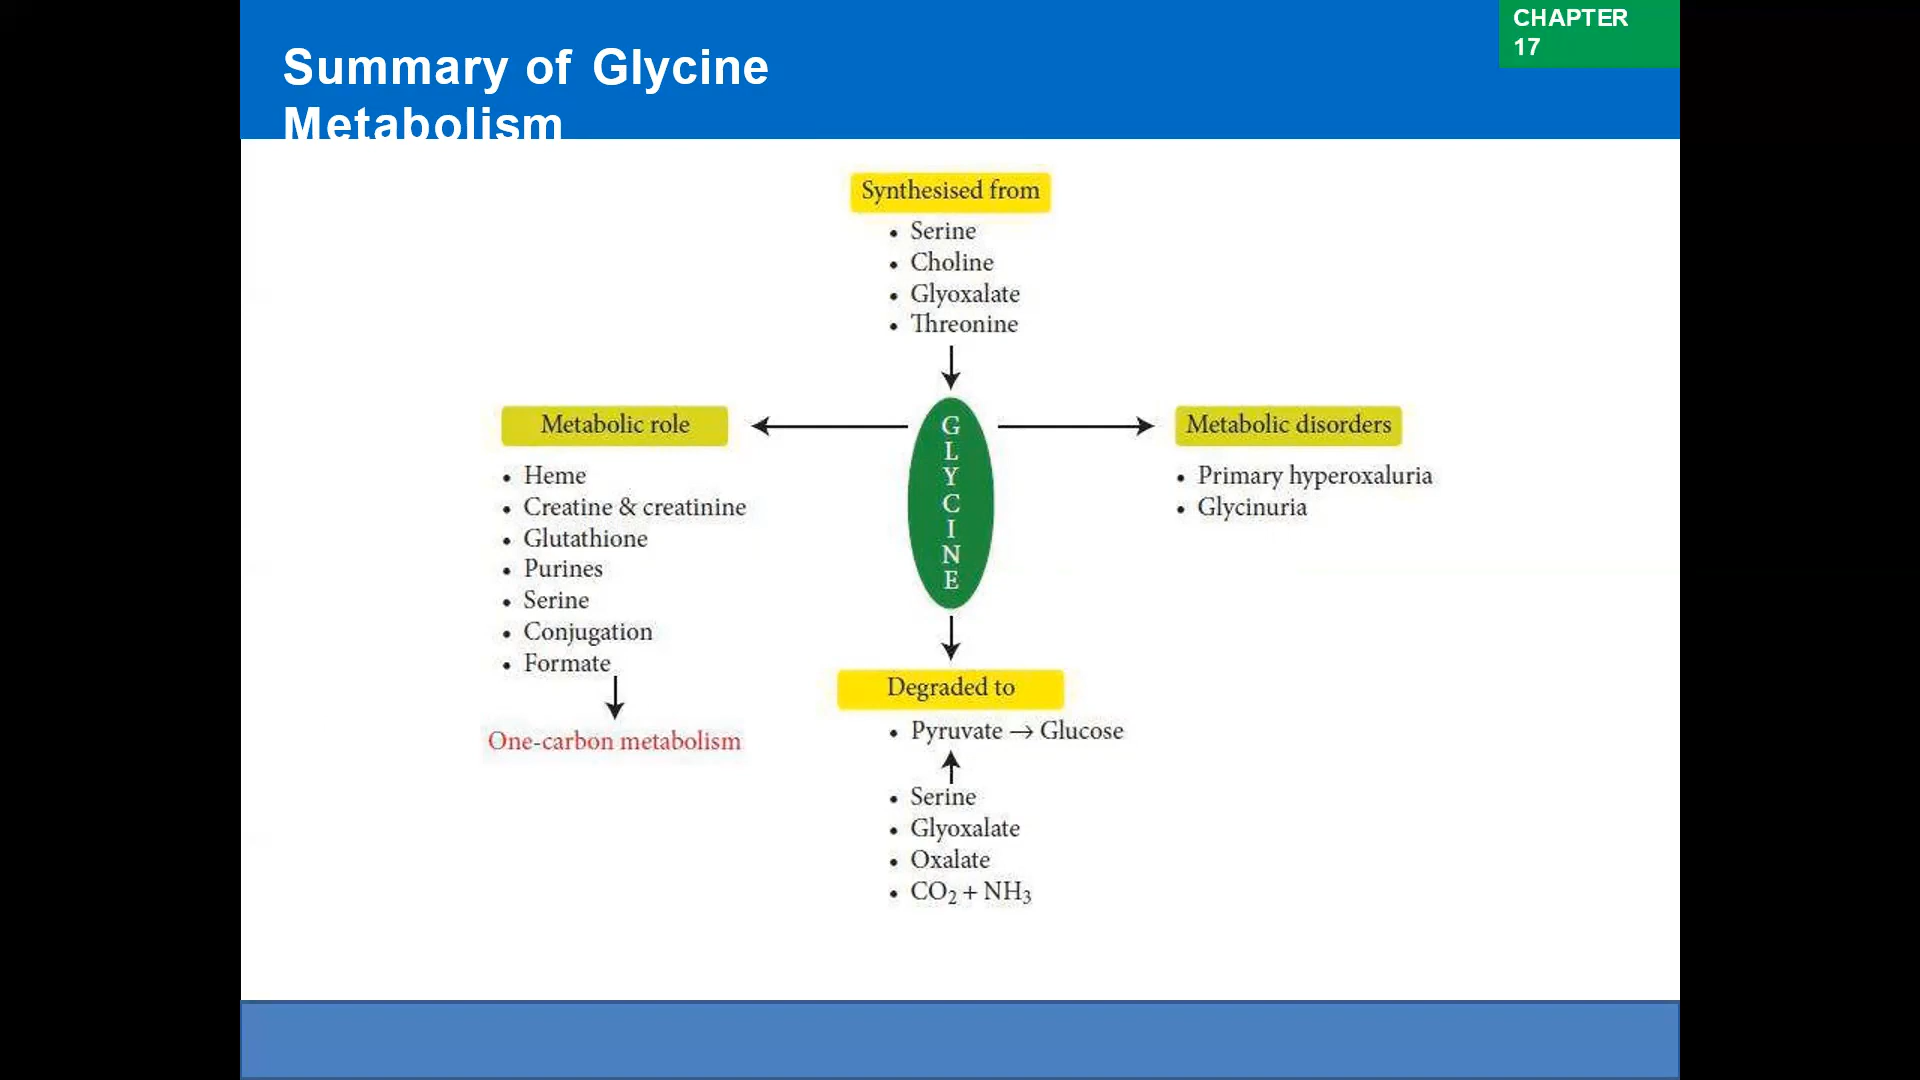 CHAPTER
17
Summary of Glycine
Metabolism
Synthesised from
• Serine
• Choline
• Glyoxalate
• Threonine
Metabolic role
• Heme
• Creatine & creatinine
• Glutathione
• Purines
• Serine
• Conjugation
• Formate
One-carbon metabolism
GLYCINE
Metabolic disorders
• Primary hyperoxaluria
• Glycinuria
Degraded to
• Pyruvate → Glucose
• Serine
• Glyoxalate
• Oxalate
• CO₂ + NH₃